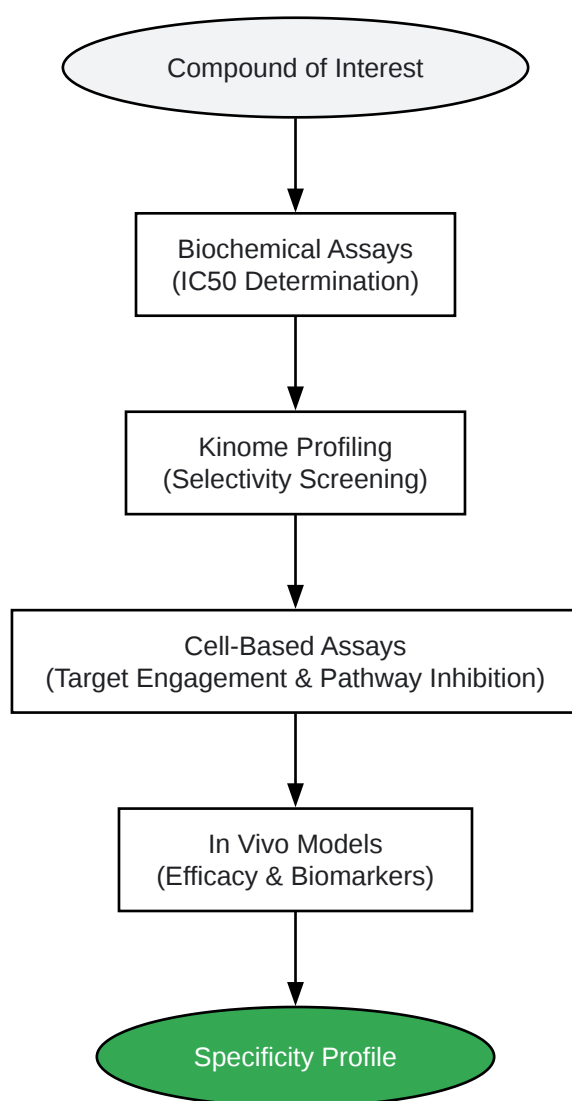 Compound of Interest
Biochemical Assays
(IC50 Determination)
Kinome Profiling
(Selectivity Screening)
Cell-Based Assays
(Target Engagement & Pathway Inhibition)
In Vivo Models
(Efficacy & Biomarkers)
Specificity Profile